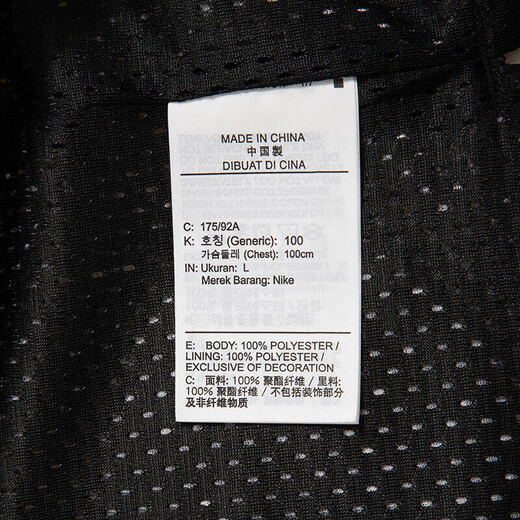 MADE IN CHINA
中国製
DIBUAT DI CINA
C: 175/92A
K: 호칭 (Generic): 100
가슴둘레 (Chest): 100cm
IN: Ukuran: L
Merek Barang: Nike
E: BODY: 100% POLYESTER /
LINING: 100% POLYESTER /
EXCLUSIVE OF DECORATION
C: 面料: 100% 聚酯纤维 / 里料:
100% 聚酯纤维 / 不包括装饰部分
及非纤维物质